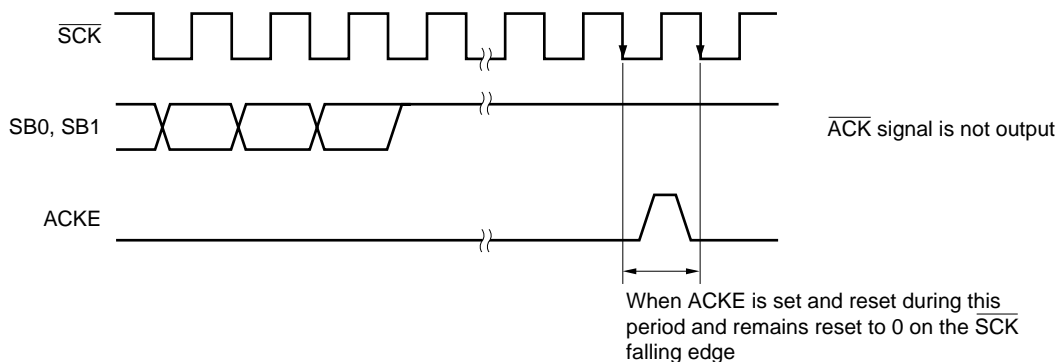 SCK
SB0, SB1
ACK signal is not output
ACKE
When ACKE is set and reset during this
period and remains reset to 0 on the SCK
falling edge